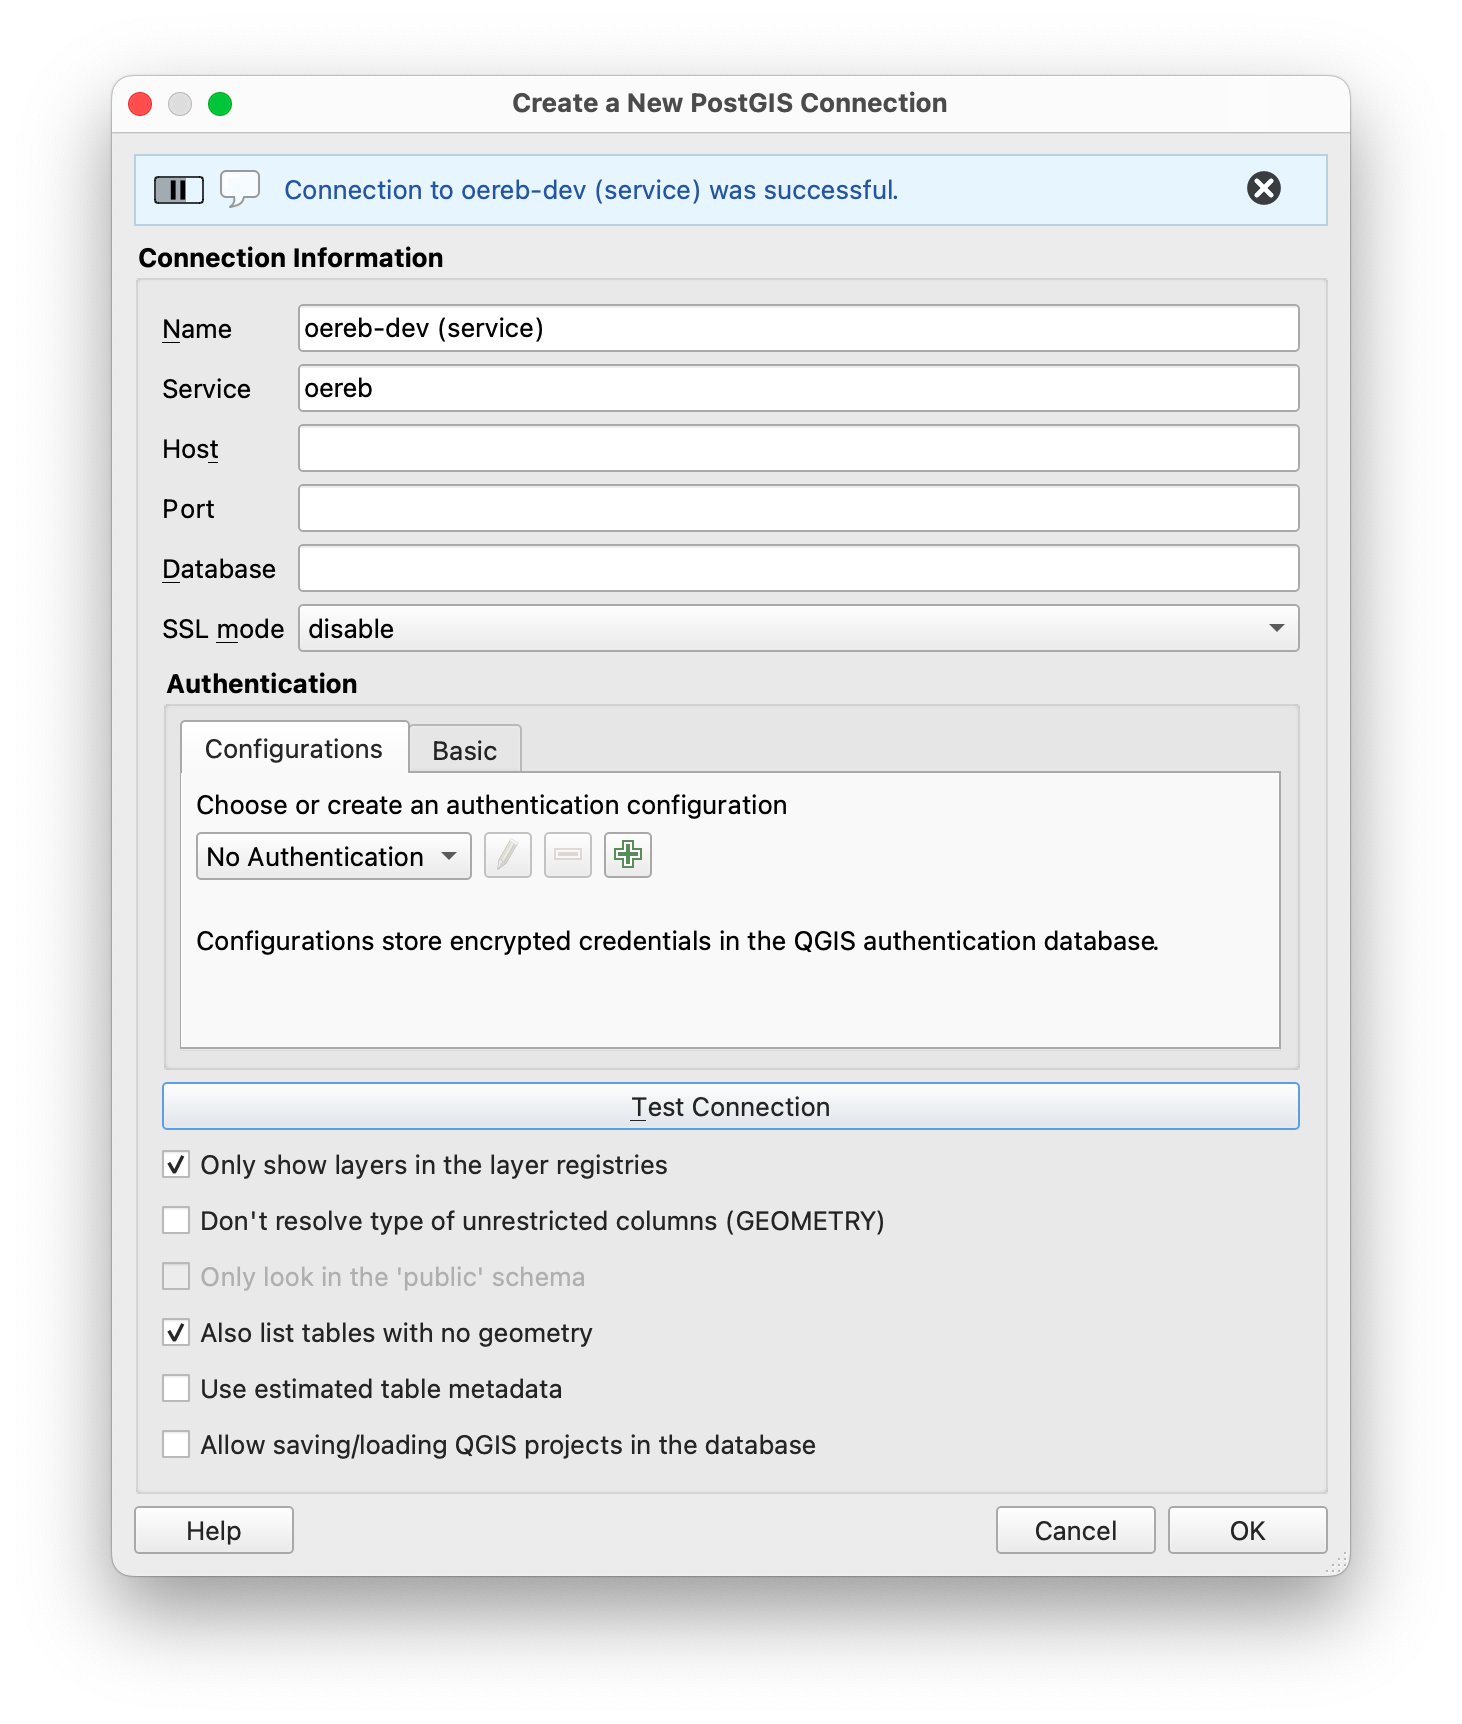 Create a New PostGIS Connection
Connection to oereb-dev (service) was successful.
Connection Information
Name oereb-dev (service)
Service oereb
Host
Port
Database
SSL mode disable
Authentication
Configurations Basic
Choose or create an authentication configuration
No Authentication
Configurations store encrypted credentials in the QGIS authentication database.
Test Connection
Only show layers in the layer registries
Don't resolve type of unrestricted columns (GEOMETRY)
Only look in the 'public' schema
Also list tables with no geometry
Use estimated table metadata
Allow saving/loading QGIS projects in the database
Help Cancel OK